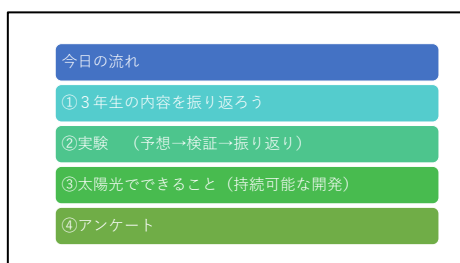 今日の流れ
①３年生の内容を振り返ろう
②実験　（予想→検証→振り返り）
③太陽光でできること（持続可能な開発）
④アンケート